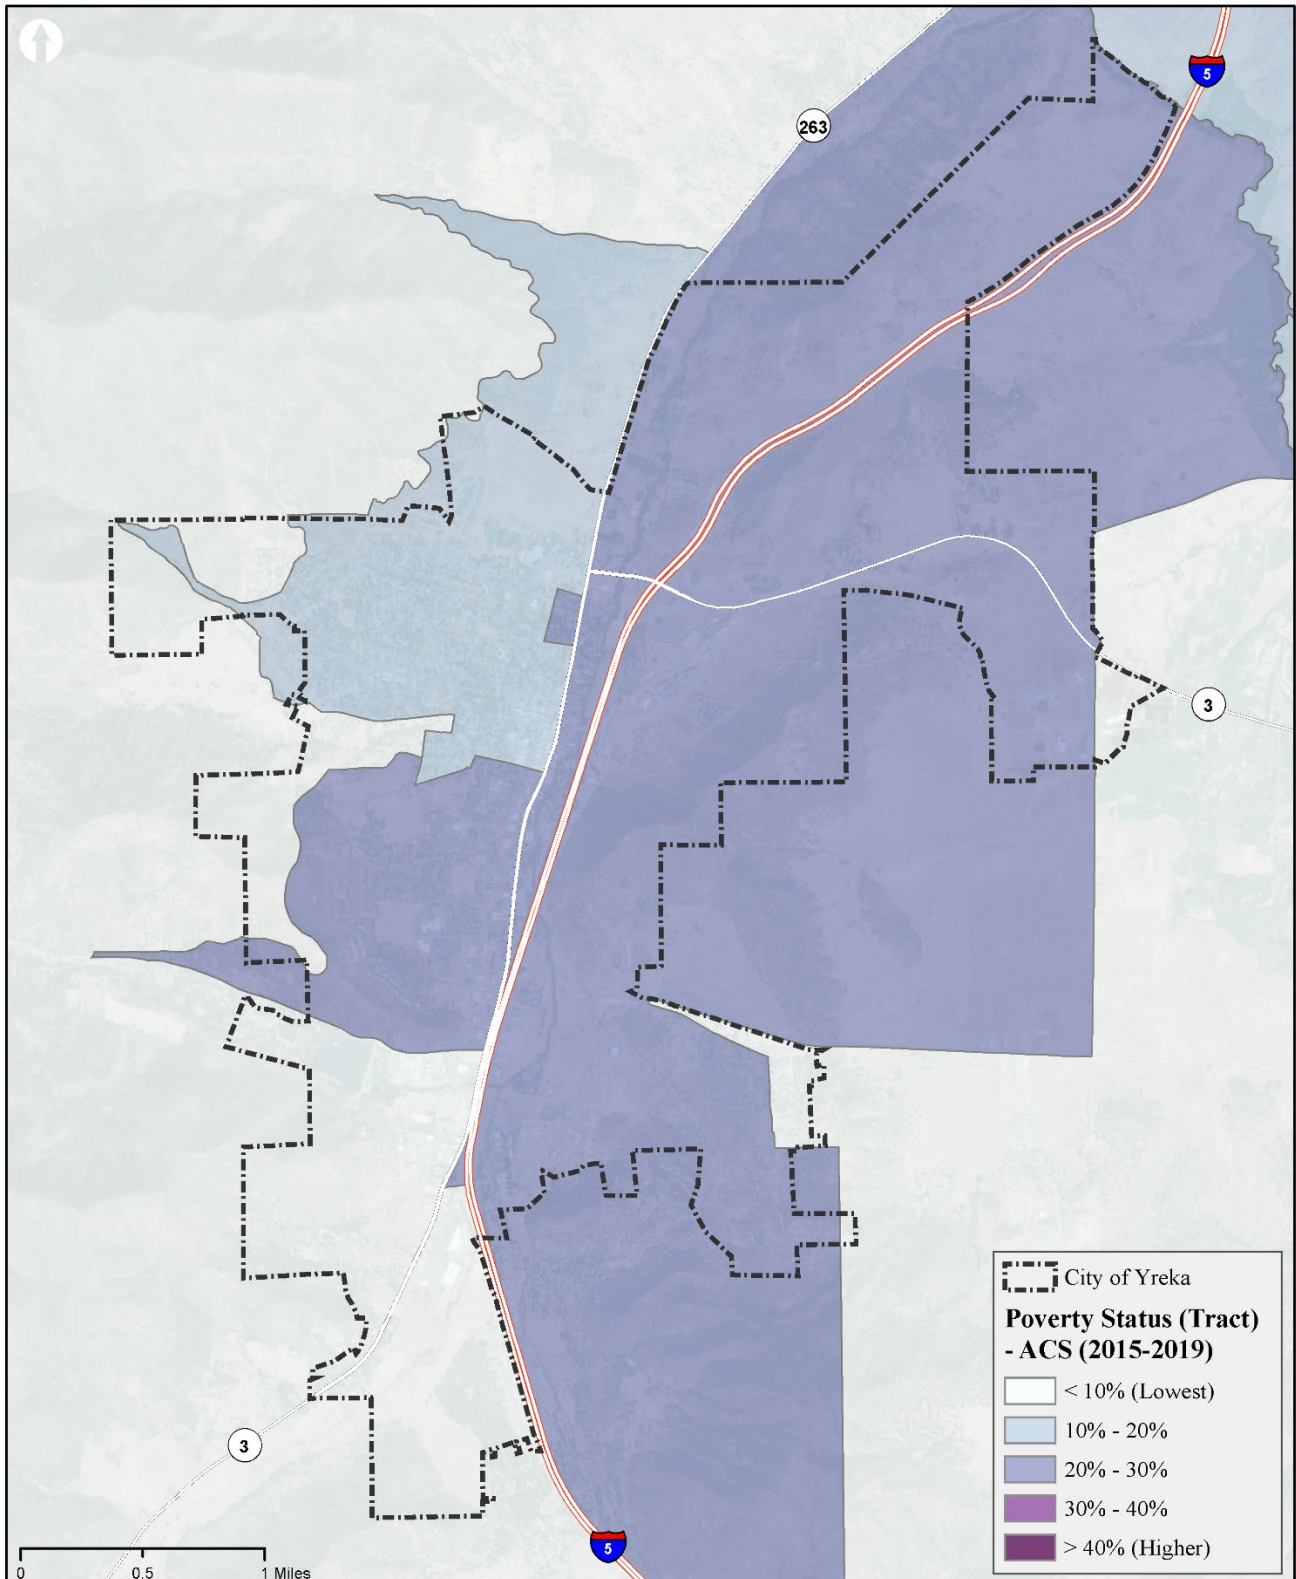 5
263
3
3
5
City of Yreka
Poverty Status (Tract)
- ACS (2015-2019)
< 10% (Lowest)
10% - 20%
20% - 30%
30% - 40%
> 40% (Higher)
0 0.5 1 Miles